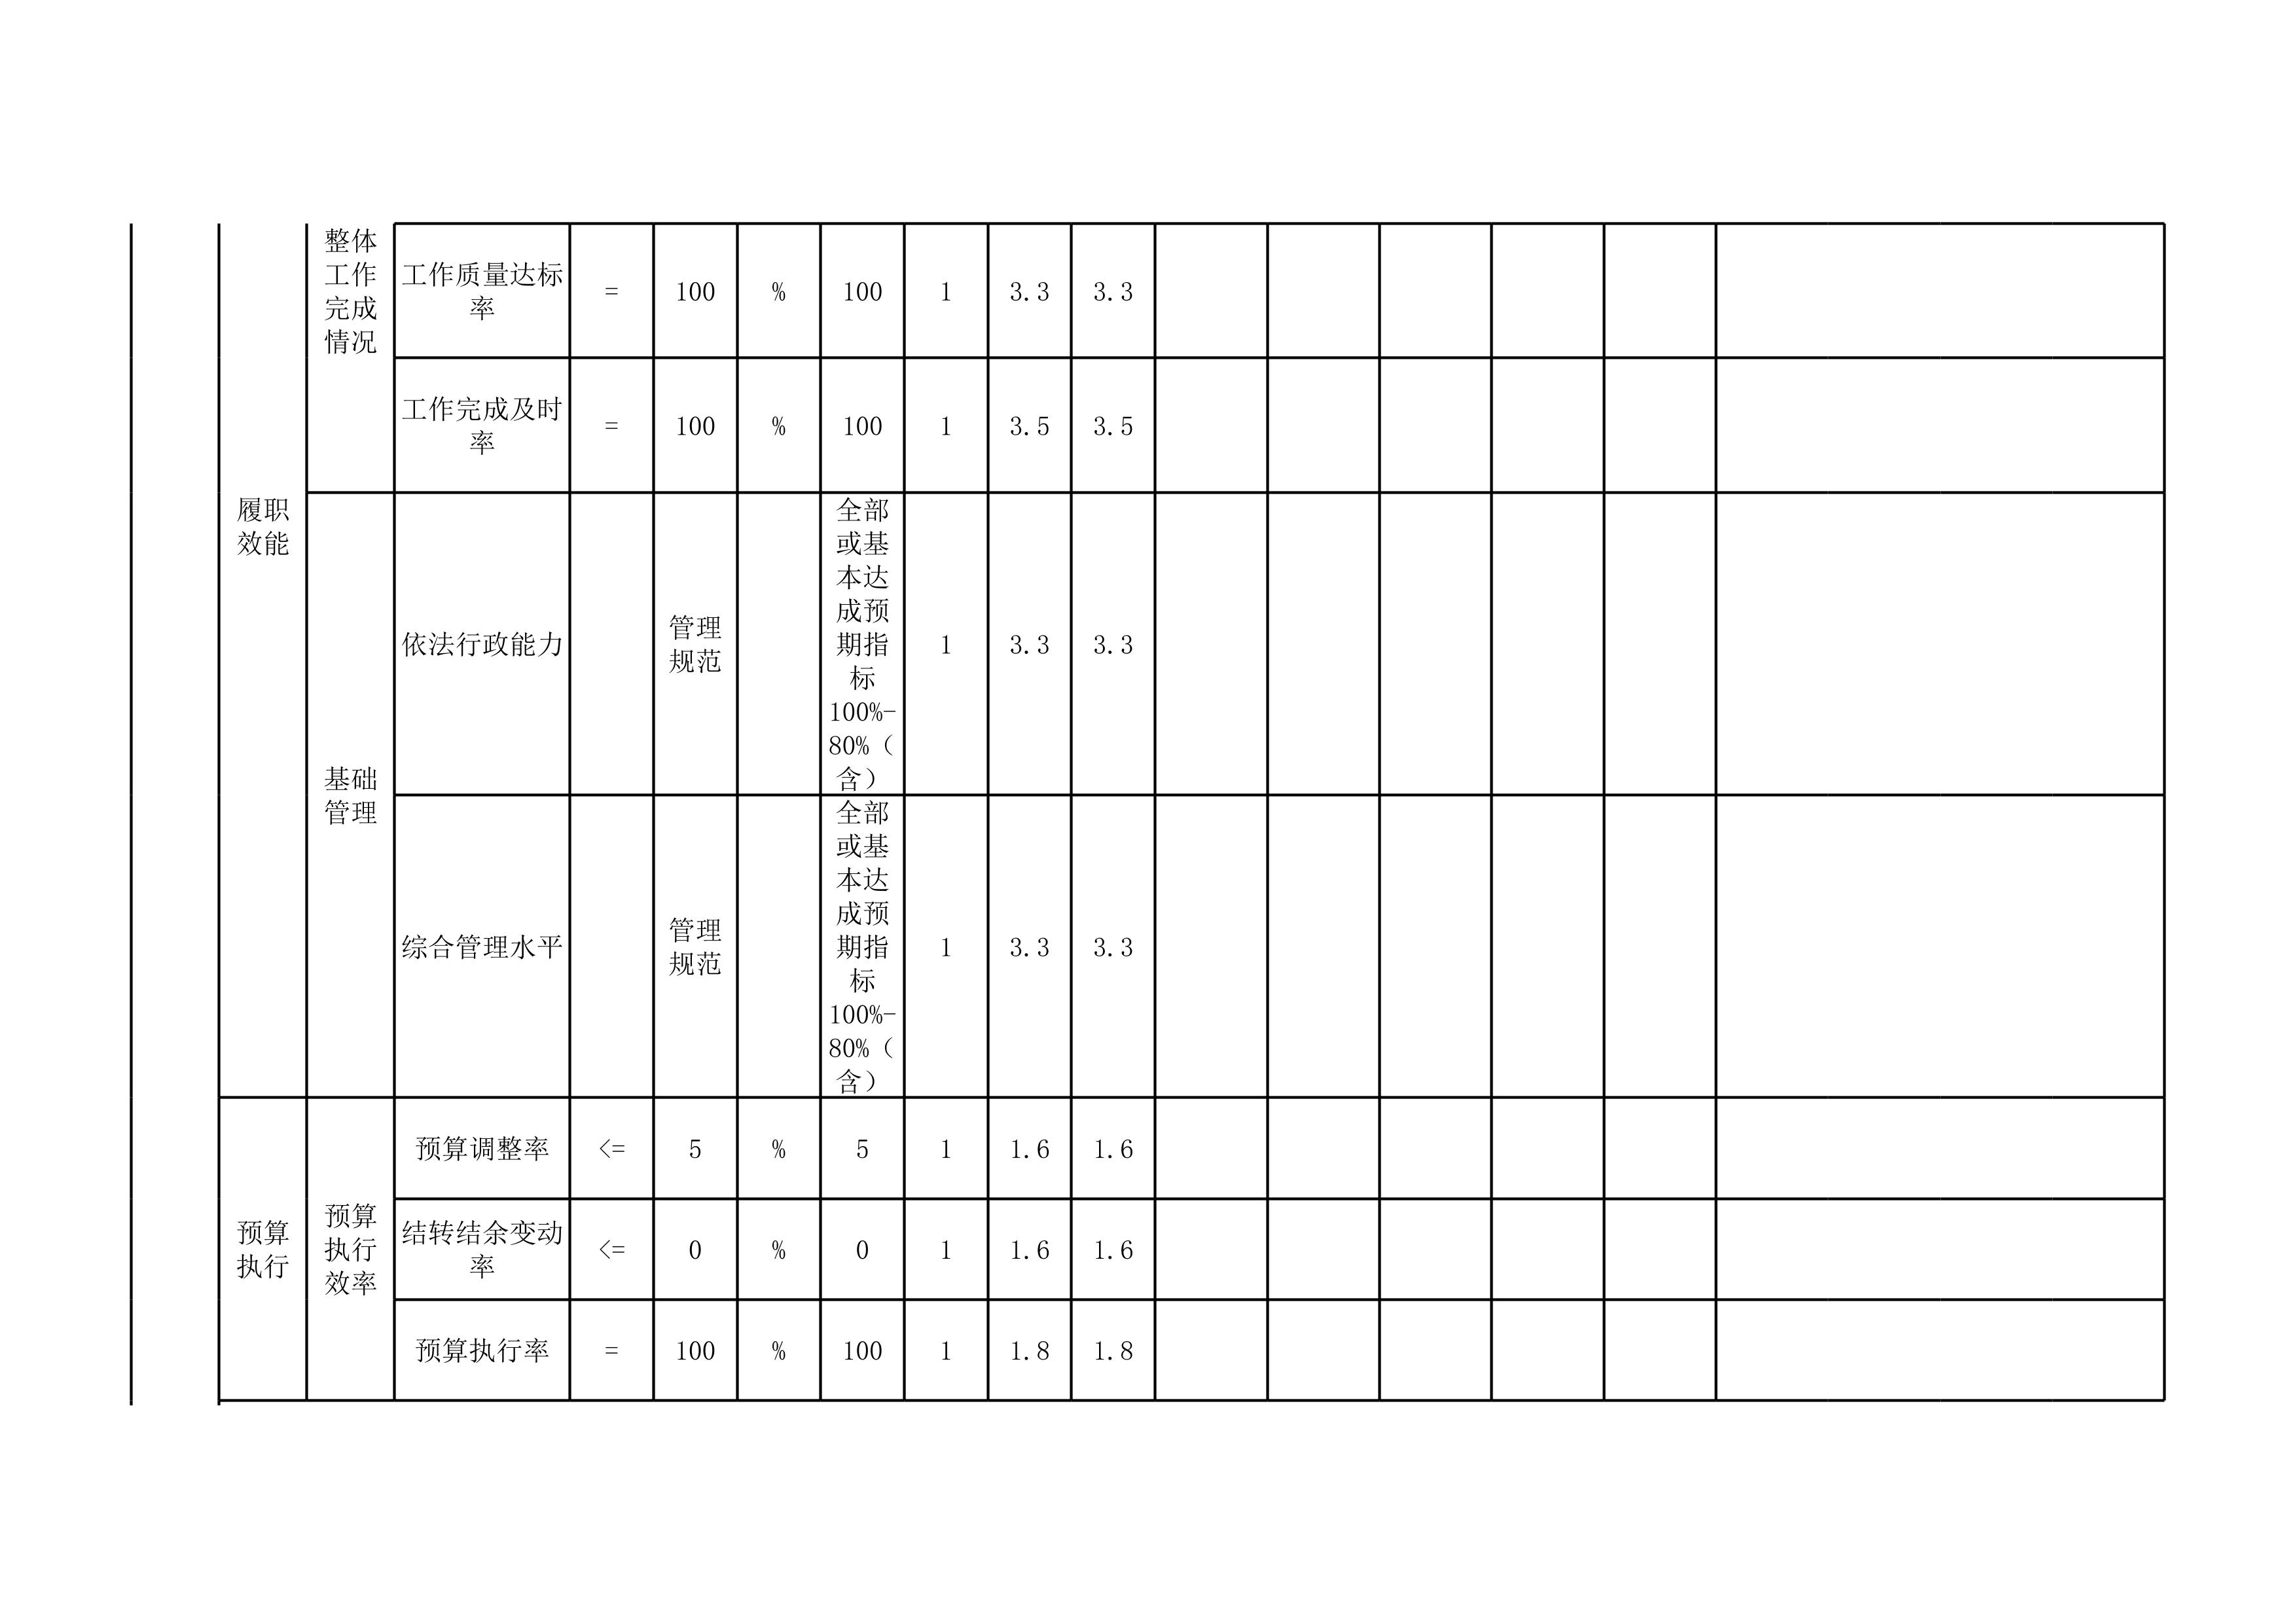 履职
效能
整体
工作
完成
情况
工作质量达标
率
=
100
%
100
1
3.3
3.3
工作完成及时
率
=
100
%
100
1
3.5
3.5
基础
管理
依法行政能力
管理
规范
全部
或基
本达
成预
期指
标
100%-
80%（
含）
1
3.3
3.3
综合管理水平
管理
规范
全部
或基
本达
成预
期指
标
100%-
80%（
含）
1
3.3
3.3
预算
执行
预算
执行
效率
预算调整率
<=
5
%
5
1
1.6
1.6
结转结余变动
率
<=
0
%
0
1
1.6
1.6
预算执行率
=
100
%
100
1
1.8
1.8